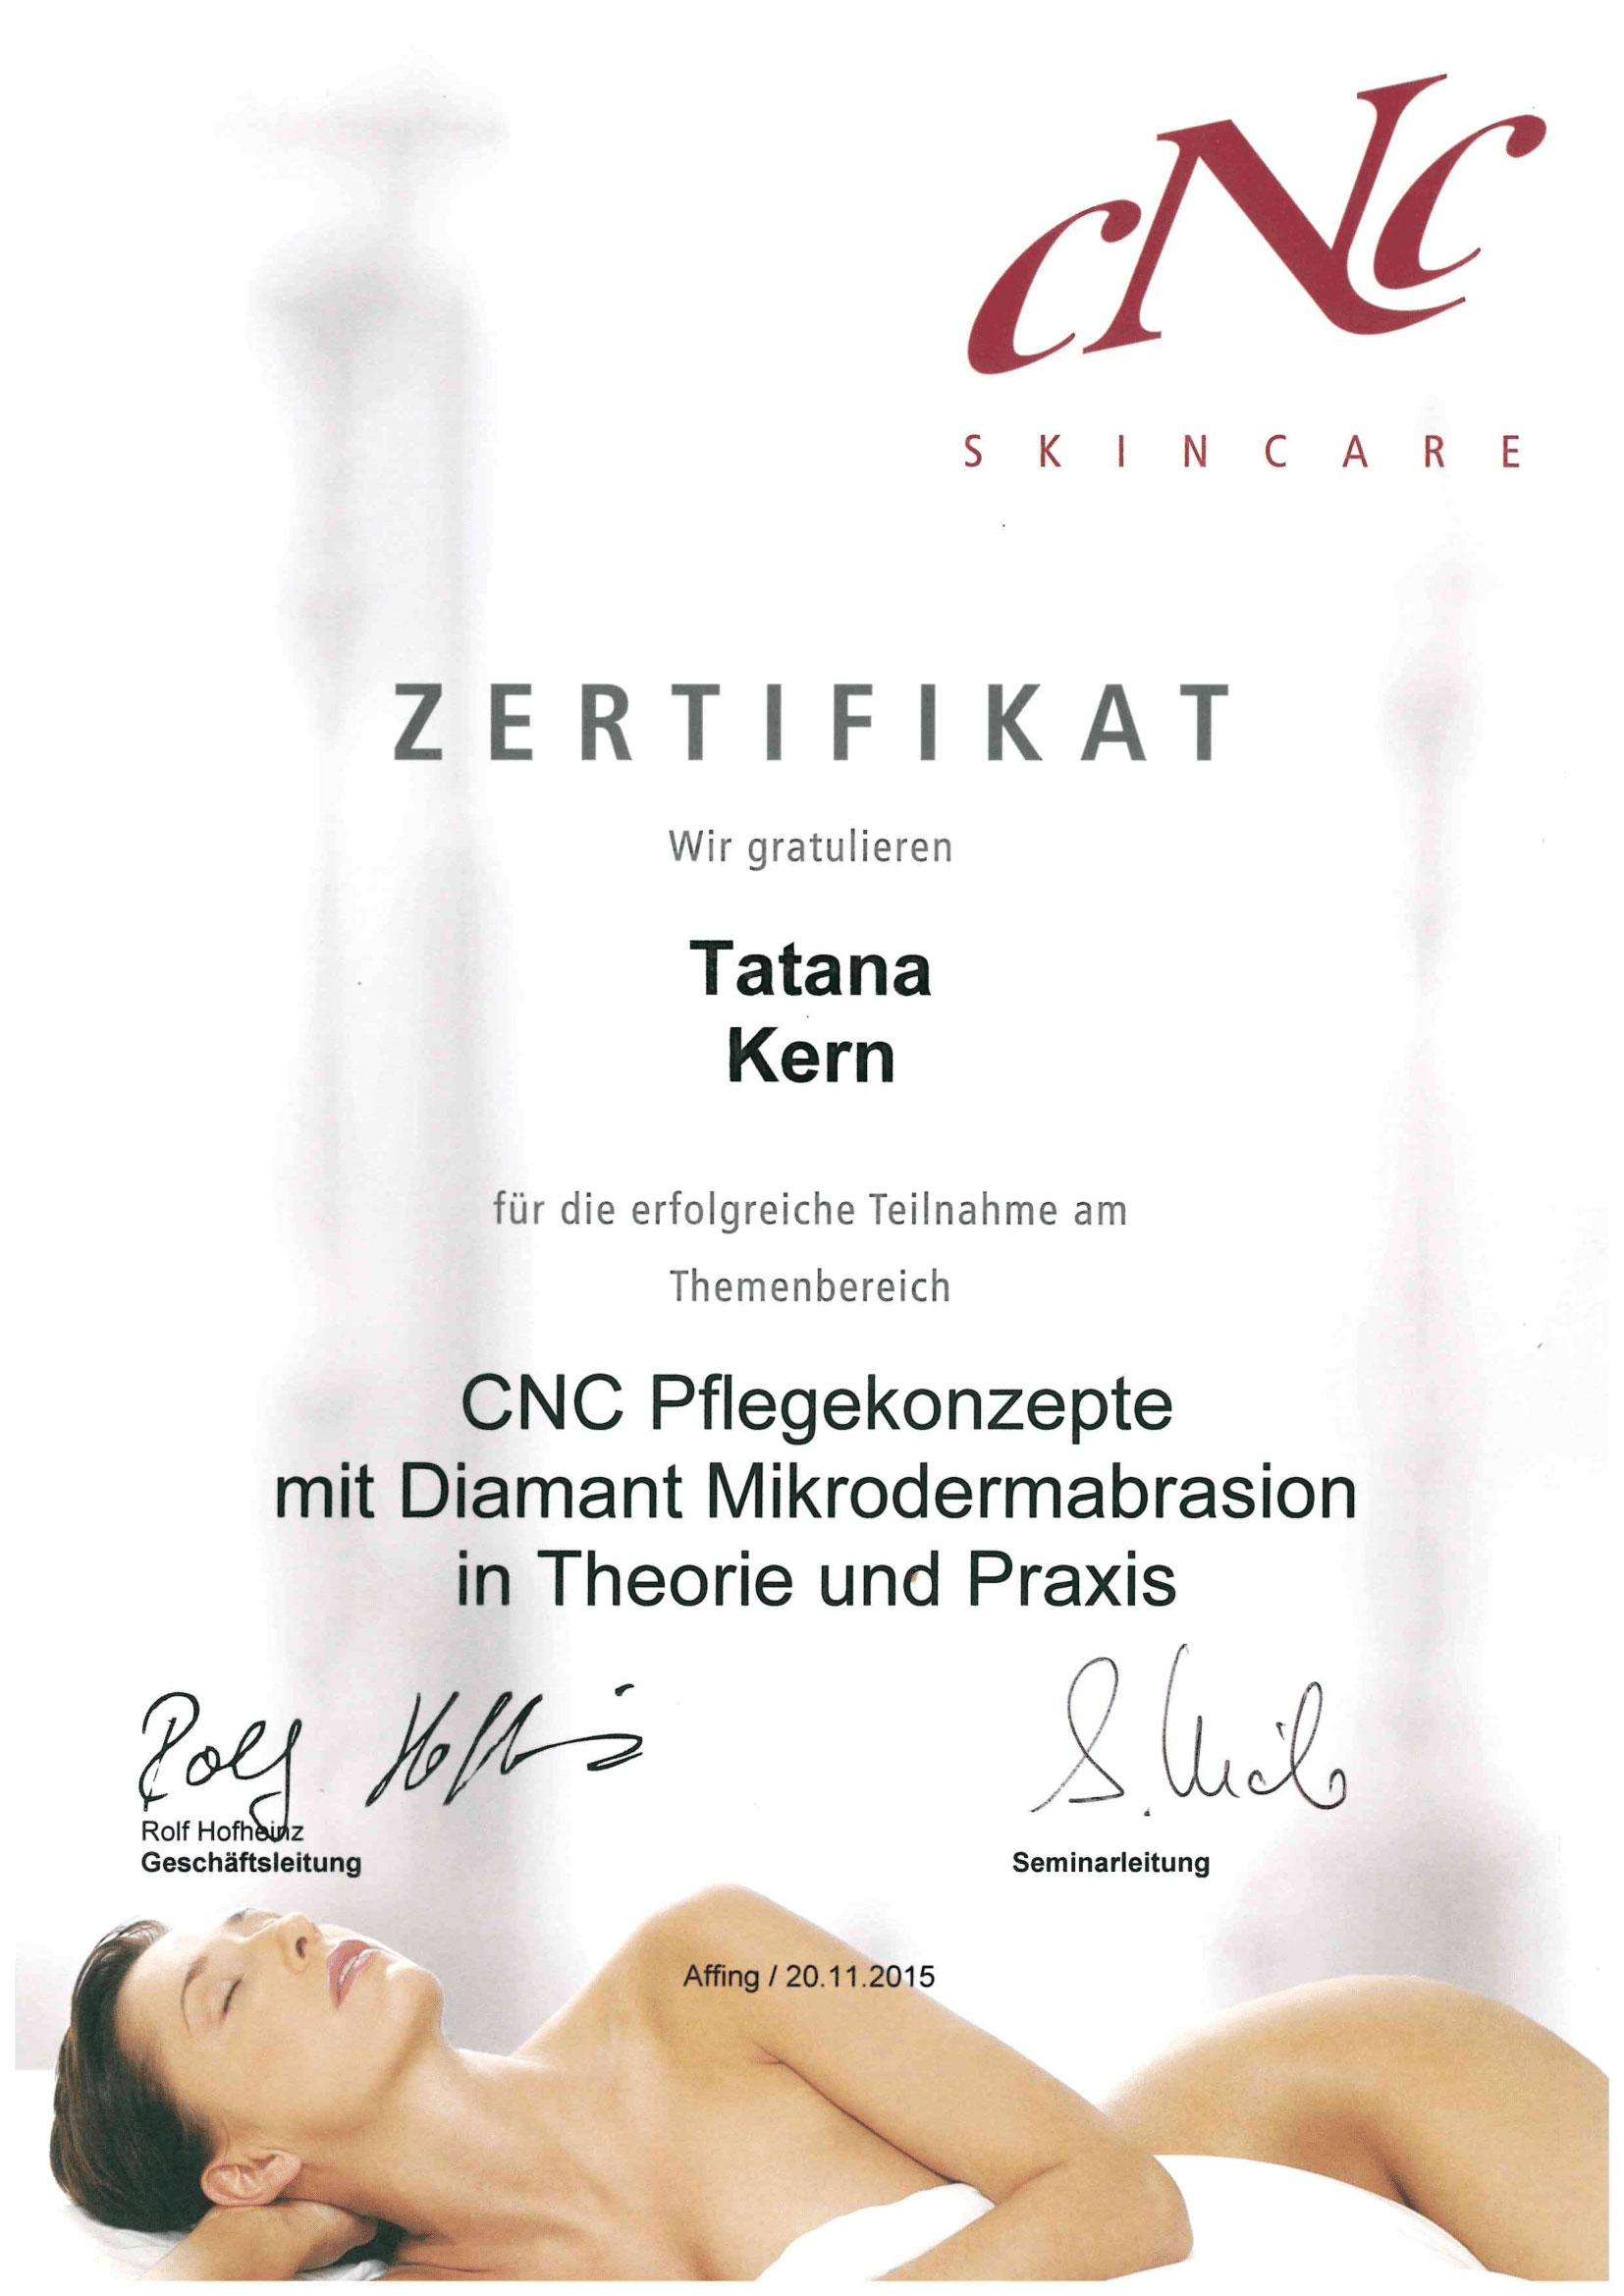 CNC
SKINCARE
ZERTIFIKAT
Wir gratulieren
Tatana
Kern
für die erfolgreiche Teilnahme am
Themenbereich
CNC Pflegekonzepte
mit Diamant Mikrodermabrasion
in Theorie und Praxis
Rolf Hofheinz
Rolf Hofheinz
Geschäftsleitung
Seminarleitung
Affing / 20.11.2015